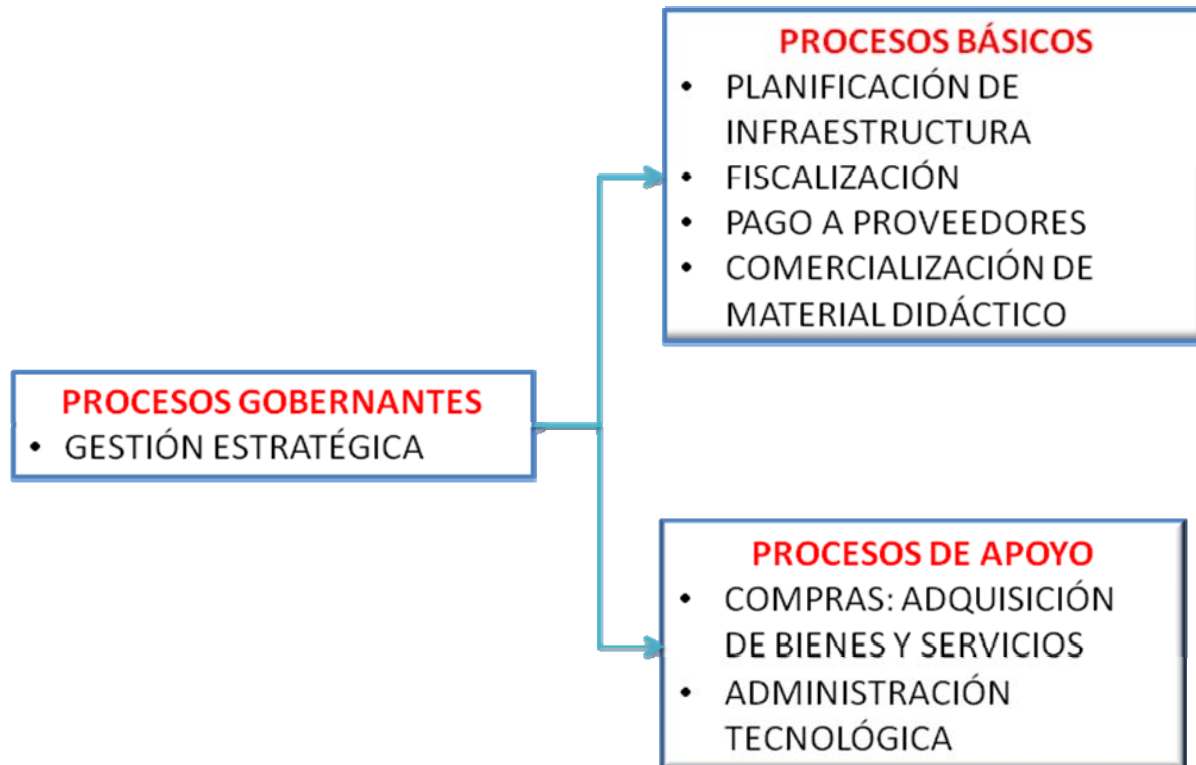 PROCESOS BÁSICOS
• PLANIFICACIÓN DE
INFRAESTRUCTURA
• FISCALIZACIÓN
• PAGO A PROVEEDORES
• COMERCIALIZACIÓN DE
MATERIAL DIDÁCTICO
PROCESOS GOBERNANTES
• GESTIÓN ESTRATÉGICA
PROCESOS DE APOYO
• COMPRAS: ADQUISICIÓN
DE BIENES Y SERVICIOS
• ADMINISTRACIÓN
TECNOLÓGICA